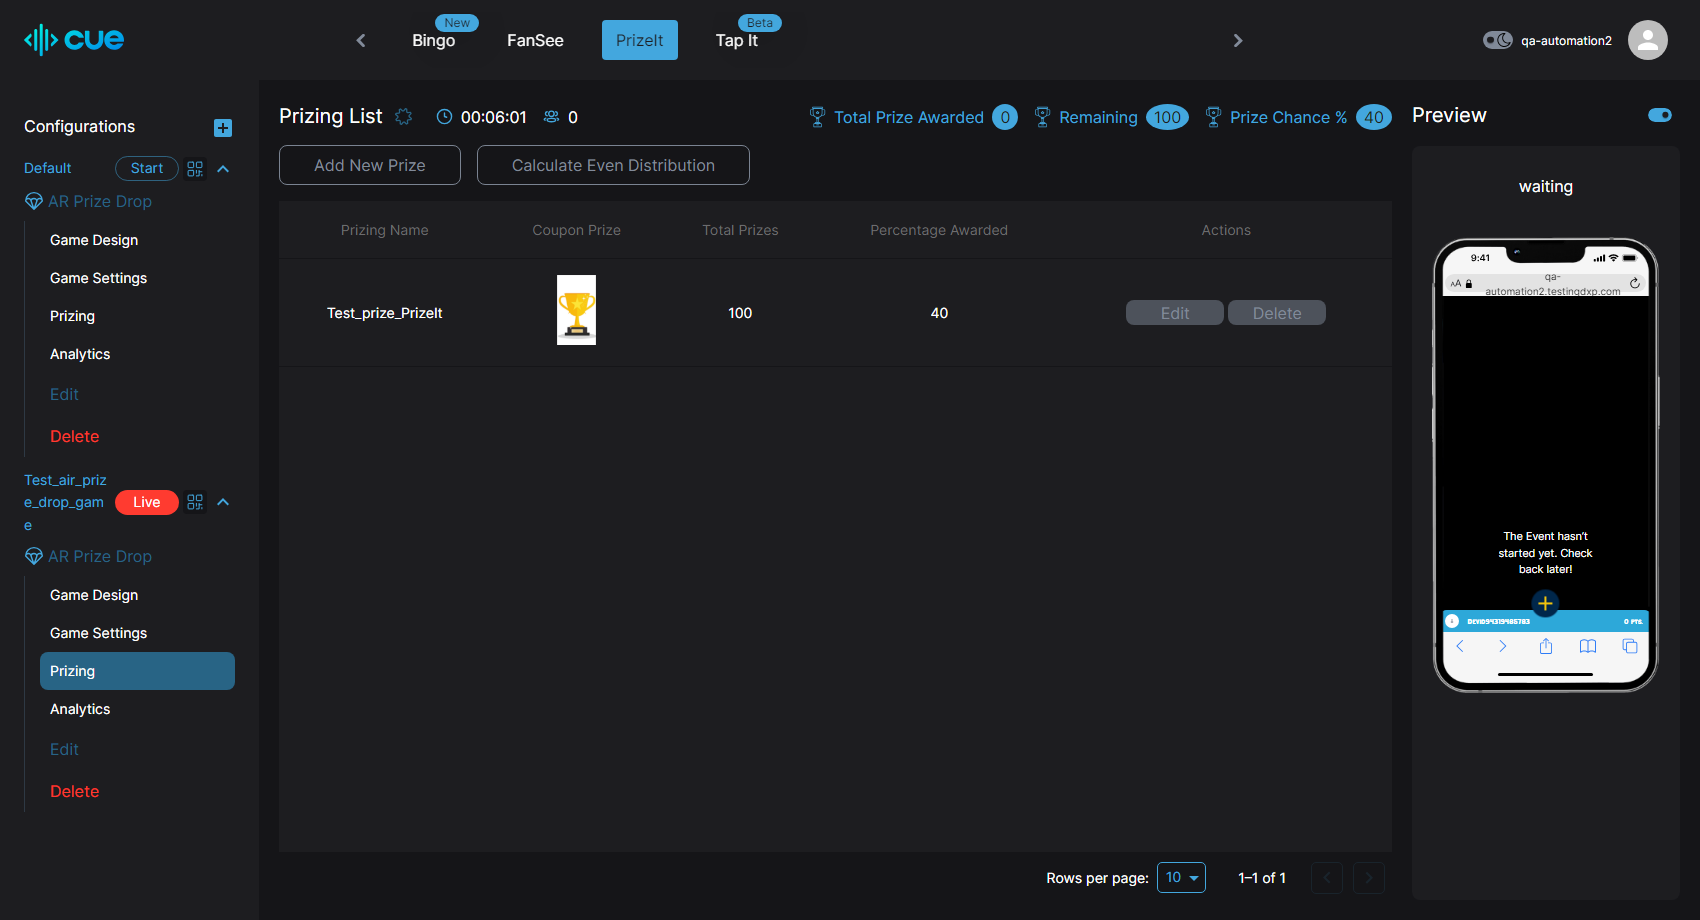 cue
New
Bingo
FanSee
PrizeIt
Beta
Tap It
qa-automation2
Configurations
Default
Start
AR Prize Drop
Game Design
Game Settings
Prizing
Analytics
Edit
Delete
Test_air_priz
e_drop_gam
e
Live
AR Prize Drop
Game Design
Game Settings
Prizing
Analytics
Edit
Delete
Prizing List
00:06:01
0
Total Prize Awarded 0
Remaining 100
Prize Chance % 40
Add New Prize
Calculate Even Distribution
Prizing Name Coupon Prize Total Prizes Percentage Awarded Actions
Test_prize_PrizeIt 100 40 Edit Delete
Rows per page: 10 1–1 of 1
Preview
waiting
9:41
AA
qa-
automation2.testingdxp.com
The Event hasn't
started yet. Check
back later!
0 PTS.